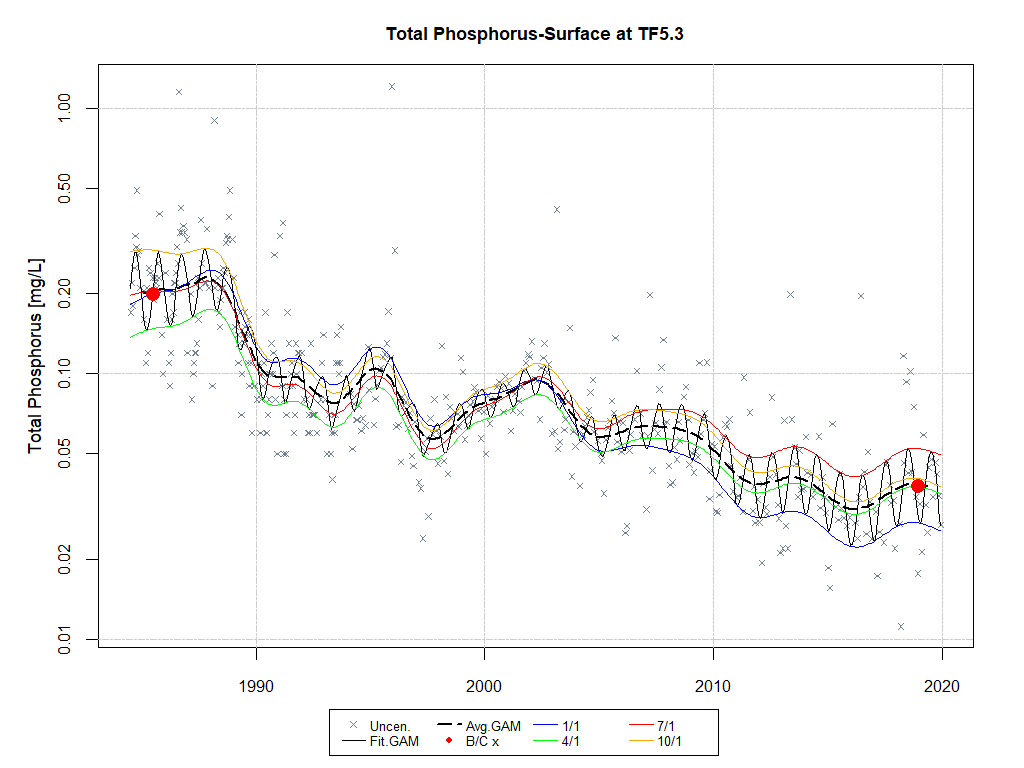 Total Phosphorus-Surface at TF5.3
Total Phosphorus [mg/L]
1.00
0.50
0.20
0.10
0.05
0.02
0.01
1990 2000 2010 2020
Uncen. Avg.GAM 1/1 7/1
Fit.GAM B/C x 4/1 10/1